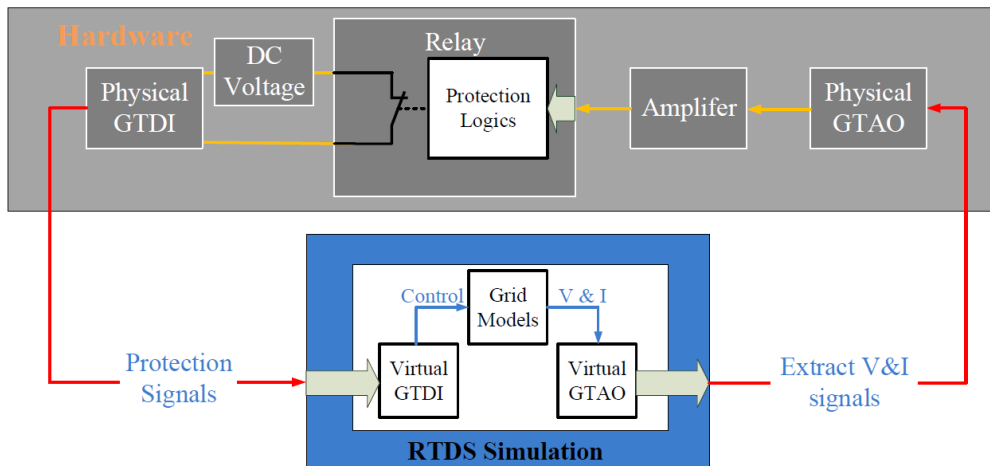 Hardware
DC
Voltage
Relay
Physical
GTDI
Protection
Logics
Amplifer
Physical
GTAO
Control
Grid
Models
V & I
Virtual
GTDI
Virtual
GTAO
Protection
Signals
Extract V&I
signals
RTDS Simulation